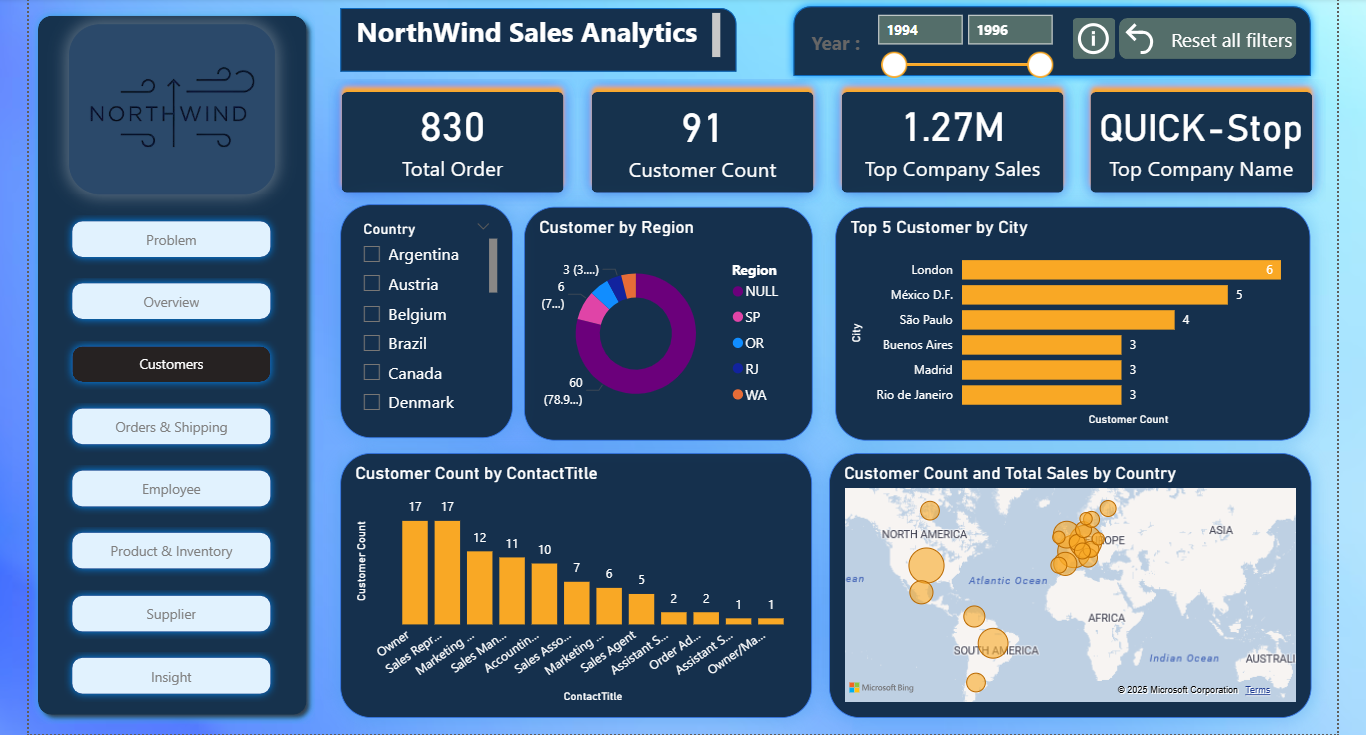 NORTHWIND
Problem
Overview
Customers
Orders & Shipping
Employee
Product & Inventory
Supplier
Insight
NorthWind Sales Analytics
Year :
1994
1996
Reset all filters
830
Total Order
91
Customer Count
1.27M
Top Company Sales
QUICK-Stop
Top Company Name
Country
Argentina
Austria
Belgium
Brazil
Canada
Denmark
Customer by Region
3 (3....)
6
(7...)
60
(78.9...)
Region
NULL
SP
OR
RJ
WA
Top 5 Customer by City
City
London 6
México D.F. 5
São Paulo 4
Buenos Aires 3
Madrid 3
Rio de Janeiro 3
Customer Count
Customer Count by ContactTitle
Customer Count
17 17 12 11 10 7 6 5 2 2 1 1
Owner
Sales Repr...
Marketing ...
Sales Man...
Accountin...
Sales Asso...
Marketing ...
Sales Agent
Assistant S...
Order Ad...
Assistant S...
Owner/Ma...
ContactTitle
Customer Count and Total Sales by Country
NORTH AMERICA
ASIA
OPE
ean
Atlantic Ocean
AFRICA
SOUTH AMERICA
Indian Ocean
AUSTRALI
Microsoft Bing
© 2025 Microsoft Corporation Terms